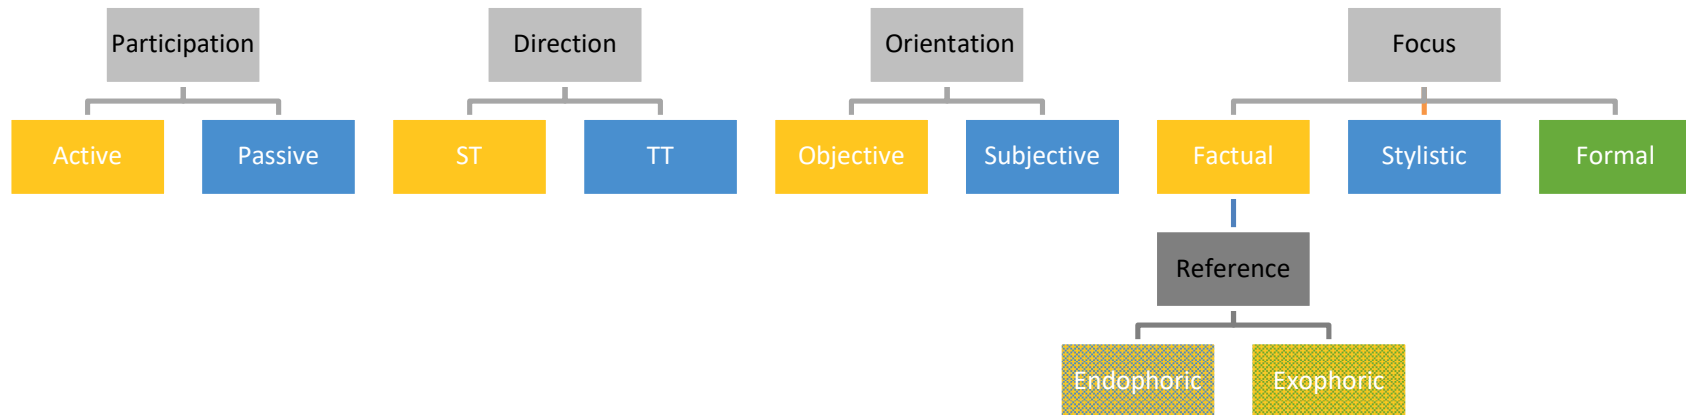 Participation
Direction
Orientation
Focus
Active
Passive
ST
TT
Objective
Subjective
Factual
Stylistic
Formal
Reference
Endophoric
Exophoric